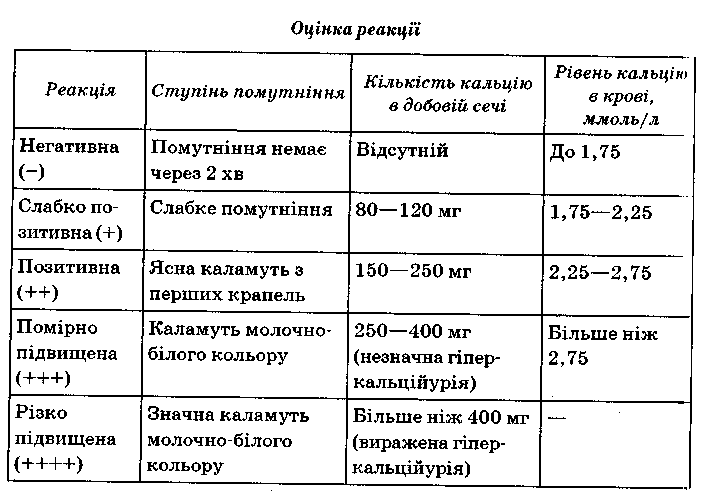 Оцінка реакції
Реакція
Ступінь помутніння
Кількість кальцію
в добовій сечі
Рівень кальцію
в крові,
ммоль/л
Негативна
(—)
Помутніння немає
через 2 хв
Відсутній
До 1,75
Слабко по-
зитивна (+)
Слабке помутніння
80—120 мг
1,75—2,25
Позитивна
(++)
Ясна каламуть з
перших крапель
150—250 мг
2,25—2,75
Помірно
підвищена
(+++)
Каламуть молочно-
білого кольору
250—400 мг
(незначна гіпер-
кальційурія)
Більше ніж
2,75
Різко
підвищена
(++++)
Значна каламуть
молочно-білого
кольору
Більше ніж 400 мг
(виражена гіпер-
кальційурія)
—